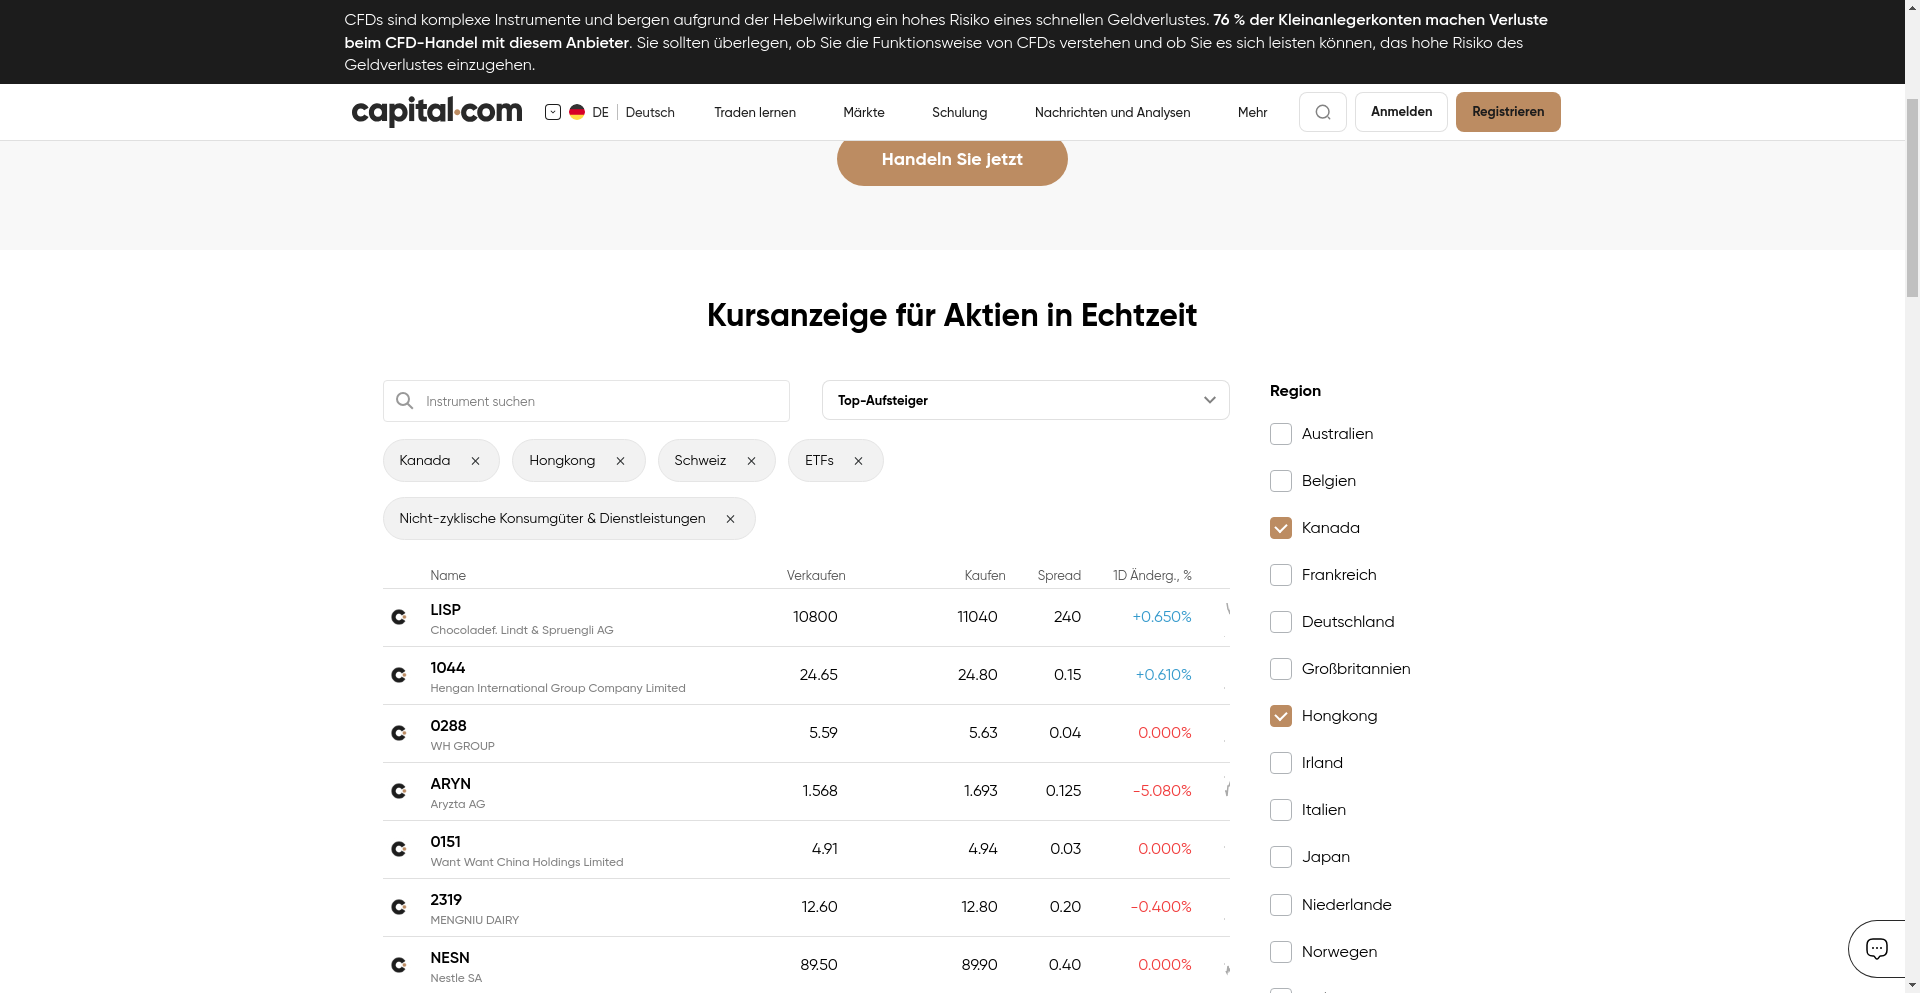 CFDs sind komplexe Instrumente und bergen aufgrund der Hebelwirkung ein hohes Risiko eines schnellen Geldverlustes. 76 % der Kleinanlegerkonten machen Verluste
beim CFD-Handel mit diesem Anbieter. Sie sollten überlegen, ob Sie die Funktionsweise von CFDs verstehen und ob Sie es sich leisten können, das hohe Risiko des
Geldverlustes einzugehen.
capital.com DE Deutsch Traden lernen Märkte Schulung Nachrichten und Analysen Mehr Anmelden Registrieren
Handeln Sie jetzt
Kursanzeige für Aktien in Echtzeit
Instrument suchen
Top-Aufsteiger
Kanada Hongkong Schweiz ETFs
Nicht-zyklische Konsumgüter & Dienstleistungen
Name Verkaufen Kaufen Spread 1D Änderg., %
LISP 10800 11040 240 +0.650%
Chocoladef. Lindt & Spruengli AG
1044 24.65 24.80 0.15 +0.610%
Hengan International Group Company Limited
0288 5.59 5.63 0.04 0.000%
WH GROUP
ARYN 1.568 1.693 0.125 -5.080%
Aryzta AG
0151 4.91 4.94 0.03 0.000%
Want Want China Holdings Limited
2319 12.60 12.80 0.20 -0.400%
MENGNIU DAIRY
NESN 89.50 89.90 0.40 0.000%
Nestle SA
Region
Australien
Belgien
Kanada
Frankreich
Deutschland
Großbritannien
Hongkong
Irland
Italien
Japan
Niederlande
Norwegen